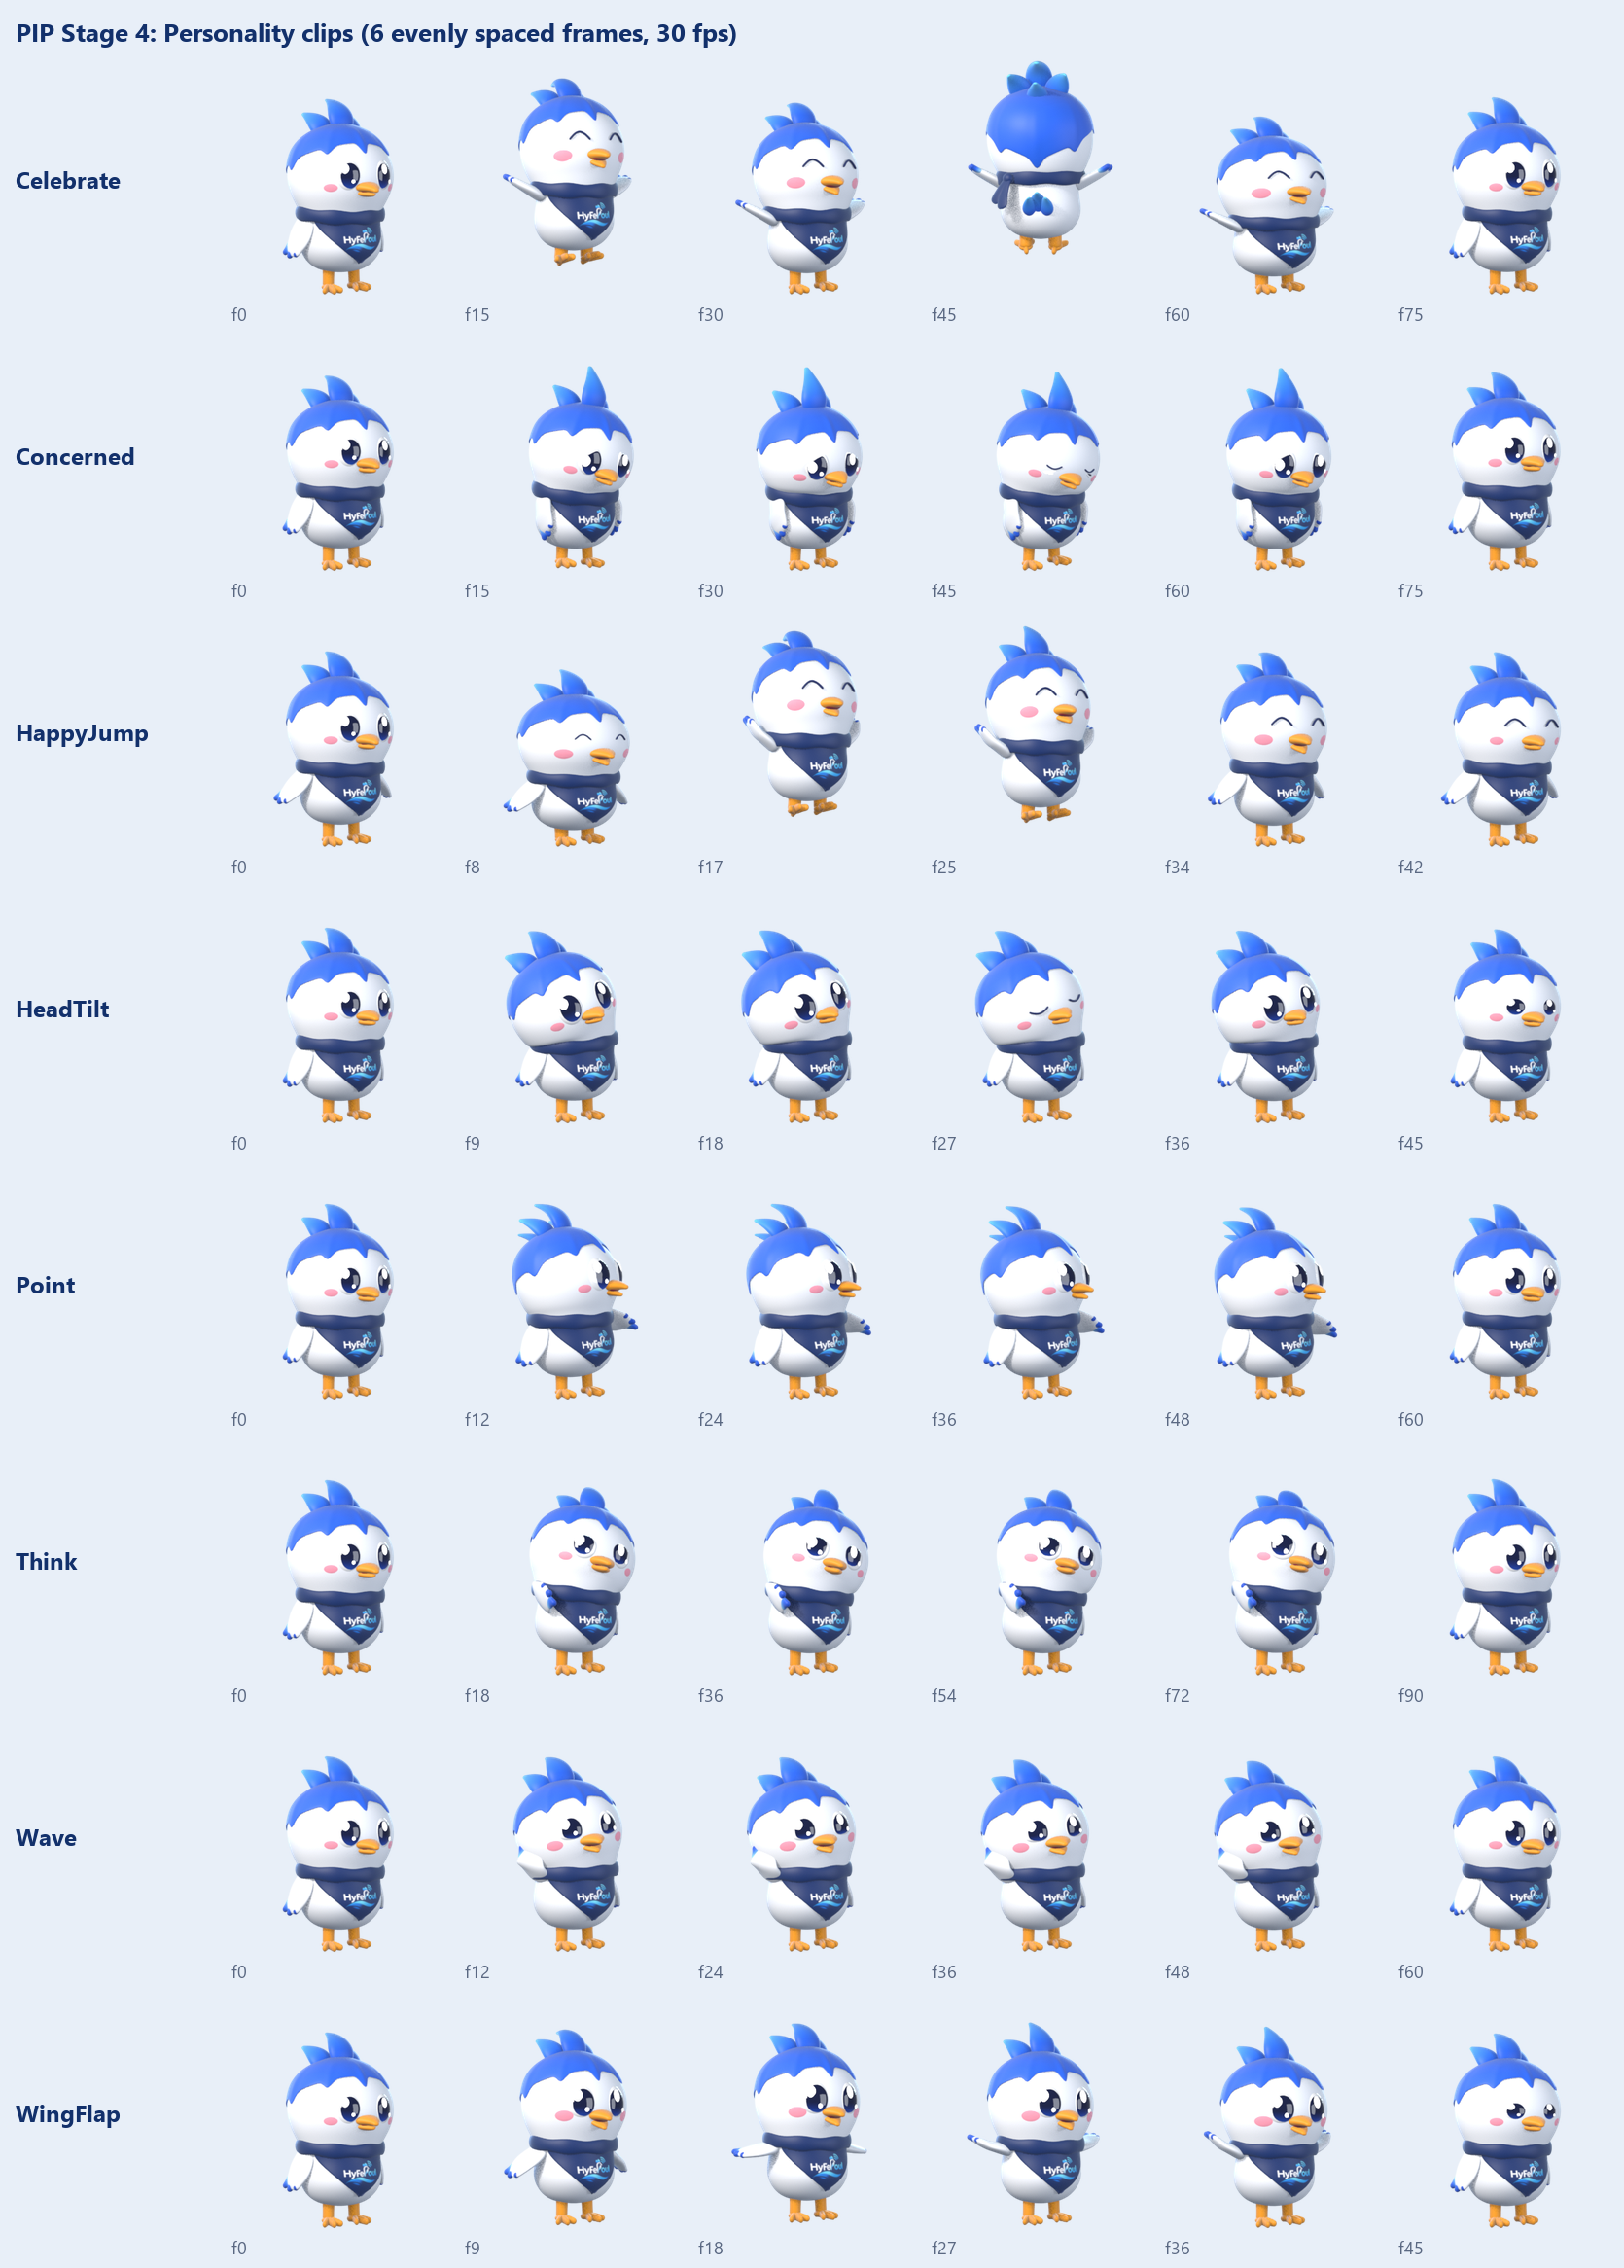 PIP Stage 4: Personality clips (6 evenly spaced frames, 30 fps)
Celebrate
f0 f15 f30 f45 f60 f75
Concerned
f0 f15 f30 f45 f60 f75
HappyJump
f0 f8 f17 f25 f34 f42
HeadTilt
f0 f9 f18 f27 f36 f45
Point
f0 f12 f24 f36 f48 f60
Think
f0 f18 f36 f54 f72 f90
Wave
f0 f12 f24 f36 f48 f60
WingFlap
f0 f9 f18 f27 f36 f45